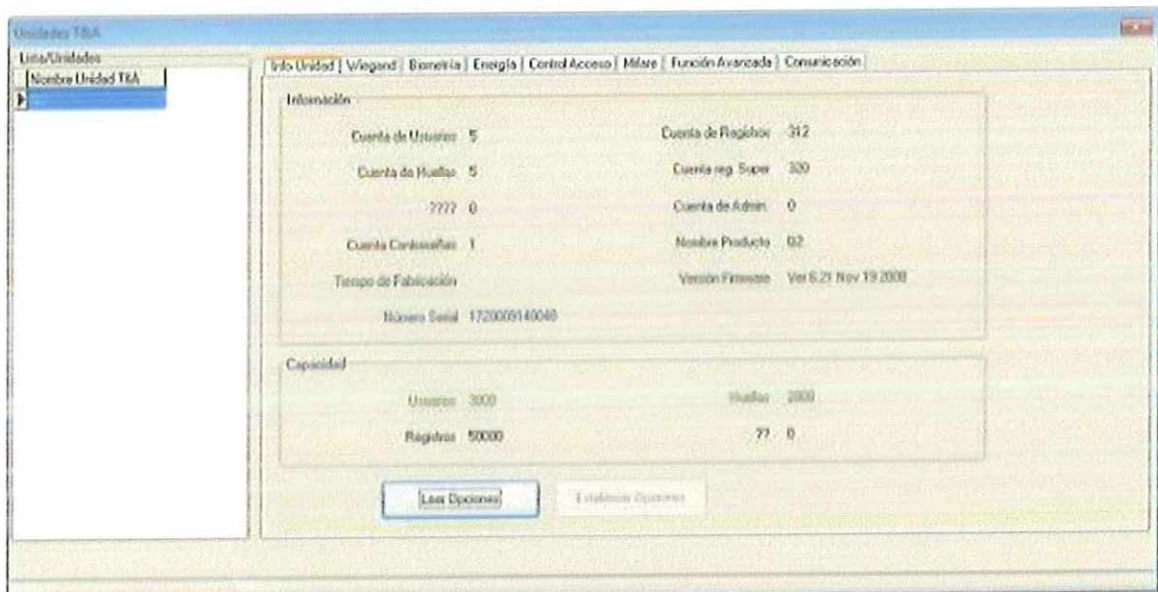 Unidades T&A
Lista/Unidades
Nombre Unidad T&A
Info Unidad | Wiegand | Biometría | Energía | Control Acceso | Mifare | Función Avanzada | Comunicación
Información
Cuenta de Usuarios 5 Cuenta de Registros 312
Cuenta de Huellas 5 Cuenta reg. Super 320
???? 0 Cuenta de Admin. 0
Cuenta Contraseñas 1 Nombre Producto
Tiempo de Fabricación Versión Firmware Ver 6.21 Nov 19 2008
Número Serial
Capacidad
Usuarios 3000 Huellas
Registros 50000 ?? 0
Leer Opciones Establecer Opciones